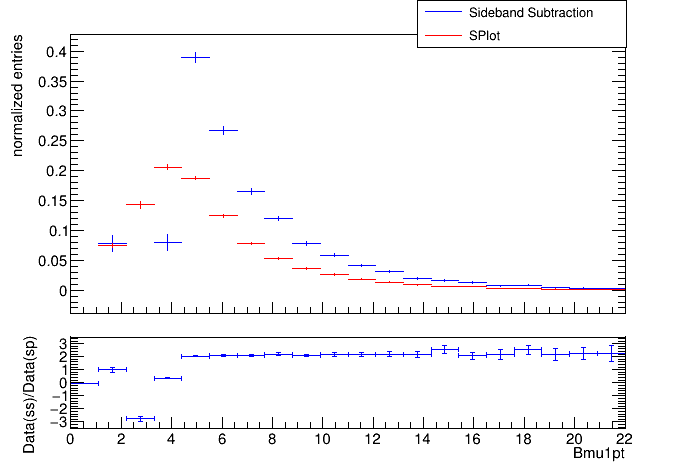 Sideband Subtraction
SPlot
normalized entries
0.4
0.35
0.3
0.25
0.2
0.15
0.1
0.05
0
Data(ss)/Data(sp)
3
2
1
0
−1
−2
−3
0 2 4 6 8 10 12 14 16 18 20 22
Bmu1pt